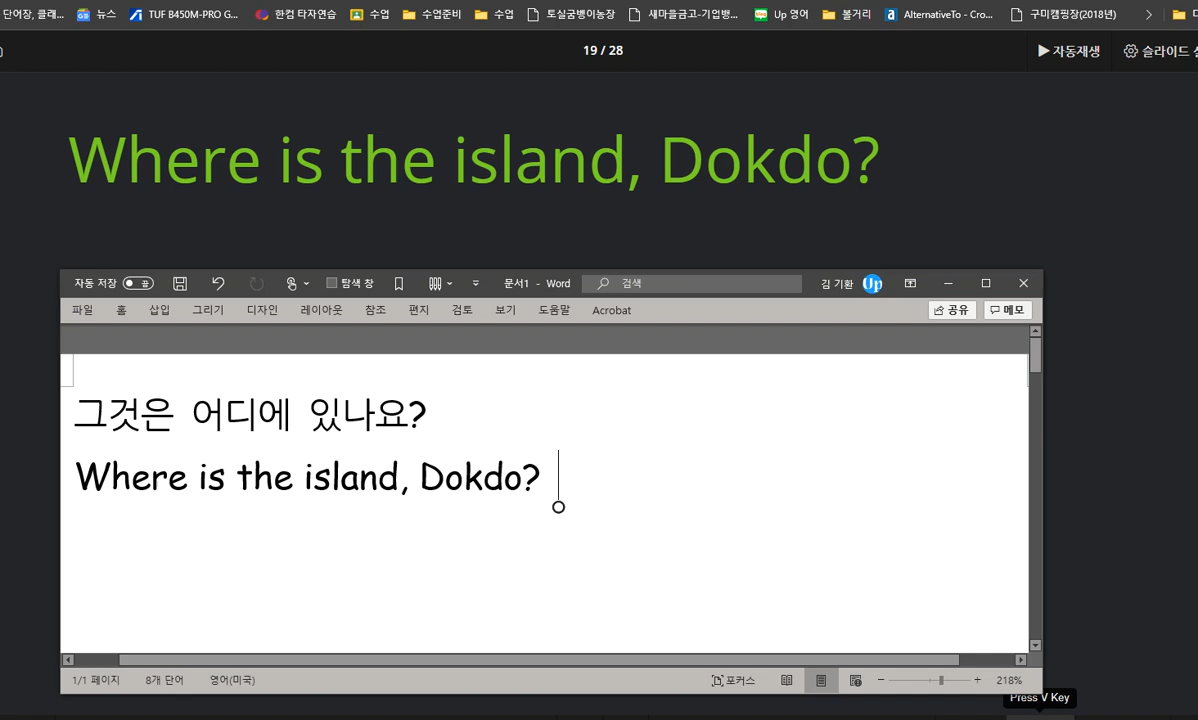 단어장, 클래... 뉴스 TUF B450M-PRO G... 한컴 타자연습 수업 수업준비 수업 토실굼벵이농장 새마을금고-기업뱅... Up 영어 볼거리 AlternativeTo - Cro... 구미캠핑장(2018년)
19 / 28 자동재생 슬라이드
Where is the island, Dokdo?
자동 저장 끔 탐색 창 문서1 - Word 검색 김 기환 Up
파일 홈 삽입 그리기 디자인 레이아웃 참조 편지 검토 보기 도움말 Acrobat 공유 메모
그것은 어디에 있나요?
Where is the island, Dokdo?
1/1 페이지 8개 단어 영어(미국) 포커스 218%
Press V Key